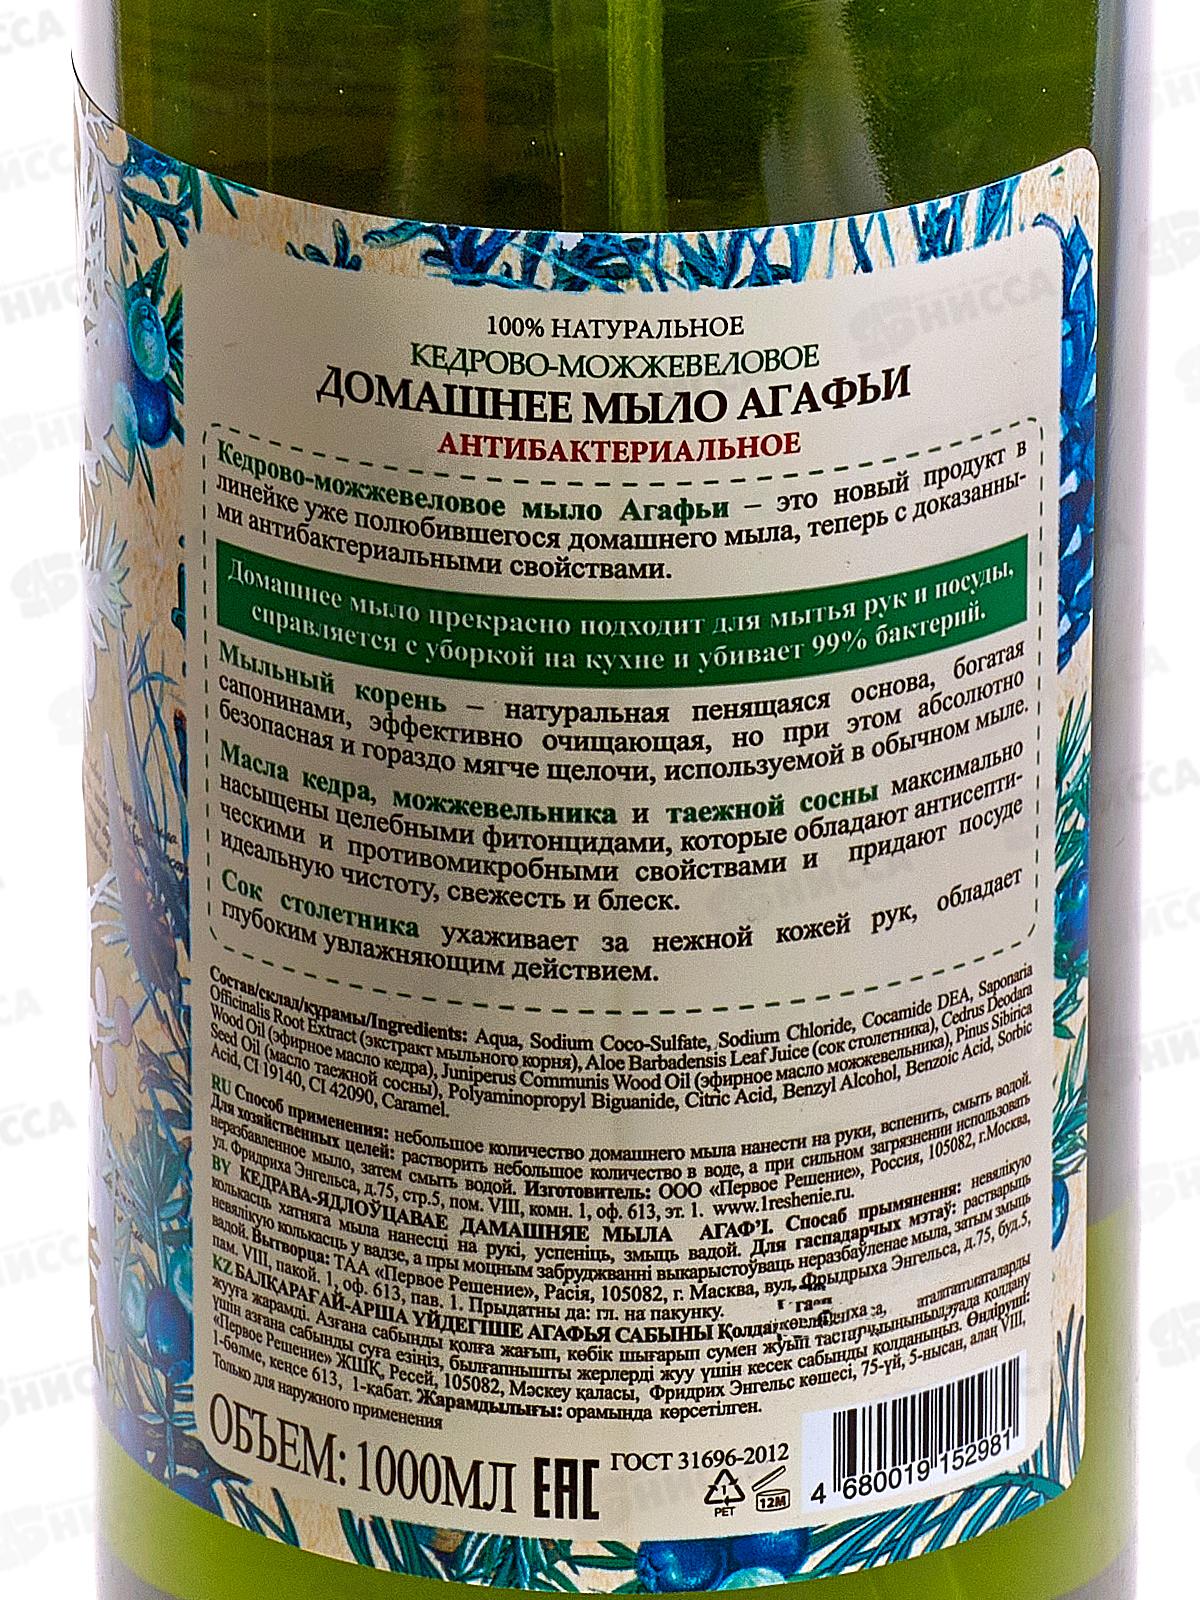 100% НАТУРАЛЬНОЕ
КЕДРОВО-МОЖЖЕВЕЛОВОЕ
ДОМАШНЕЕ МЫЛО АГАФЬИ
АНТИБАКТЕРИАЛЬНОЕ
Кедрово-можжевеловое мыло Агафьи – это новый продукт в
линейке уже полюбившегося домашнего мыла, теперь с доказанны-
ми антибактериальными свойствами.
Домашнее мыло прекрасно подходит для мытья рук и посуды,
справляется с уборкой на кухне и убивает 99% бактерий.
Мыльный корень – натуральная пенящаяся основа, богатая
сапонинами, эффективно очищающая, но при этом абсолютно
безопасная и гораздо мягче щелочи, используемой в обычном мыле.
Масла кедра, можжевельника и таежной сосны максимально
насыщены целебными фитонцидами, которые обладают антисепти-
ческими и противомикробными свойствами и придают посуде
идеальную чистоту, свежесть и блеск.
Сок столетника ухаживает за нежной кожей рук, обладает
глубоким увлажняющим действием.
Состав/склад/құрамы/Ingredients: Aqua, Sodium Coco-Sulfate, Sodium Chloride, Cocamide DEA, Saponaria
Officinalis Root Extract (экстракт мыльного корня), Aloe Barbadensis Leaf Juice (сок столетника), Cedrus Deodara
Wood Oil (эфирное масло кедра), Juniperus Communis Wood Oil (эфирное масло можжевельника), Pinus Sibirica
Seed Oil (масло таежной сосны), Polyaminopropyl Biguanide, Citric Acid, Benzyl Alcohol, Benzoic Acid, Sorbic
Acid, CI 19140, CI 42090, Caramel.
RU Способ применения: небольшое количество домашнего мыла нанести на руки, вспенить, смыть водой.
Для хозяйственных целей: растворить небольшое количество в воде, а при сильном загрязнении использовать
неразбавленное мыло, затем смыть водой. Изготовитель: ООО «Первое Решение», Россия, 105082, г.Москва,
ул. Фридриха Энгельса, д.75, стр.5, пом. VIII, комн. 1, оф. 613, эт. 1. www.1reshenie.ru.
BY КЕДРАВА-ЯДЛОЎЦАВАЕ ДАМАШНЯЕ МЫЛА АГАФ'І. Спосаб прымянення: невялікую
колькасць хатняга мыла нанесці на рукі, успеніць, змыць вадой. Для гаспадарчых мэтаў: растварыць
невялікую колькасць у вадзе, а пры моцным забруджванні выкарыстоўваць неразбаўленае мыла, затым змыць
вадой. Вытворца: ТАА «Первое Решение», Расія, 105082, г. Москва, вул. Фрыдрыха Энгельса, д.75, буд.5,
пам. VIII, пакой. 1, оф. 613, пав. 1. Прыдатны да: гл. на пакунку.
KZ БАЛҚАРАҒАЙ-АРША ҮЙДЕГІШЕ АГАФЬЯ САБЫНЫ
жууға жарамді. Азғана сабынды қолға жағып, көбік шығарып сумен жуып
үшін азғана сабынды суға езіңіз, былғапнышты жерлерді жуу үшін кесек сабынды қолданыңыз. Өндіруші:
«Первое Решение» ЖШҚ, Ресей, 105082, Мәскеу қаласы, Фридрих Энгельс көшесі, 75-үй, 5-нысан, алаң VIII,
1-бөлме, кеңсе 613, 1-қабат. Жарамдылығы: орамында көрсетілген.
Только для наружного применения
ОБЪЕМ: 1000МЛ EAC ГОСТ 31696-2012
1
PET
12M
4 680019 152981
НИССА